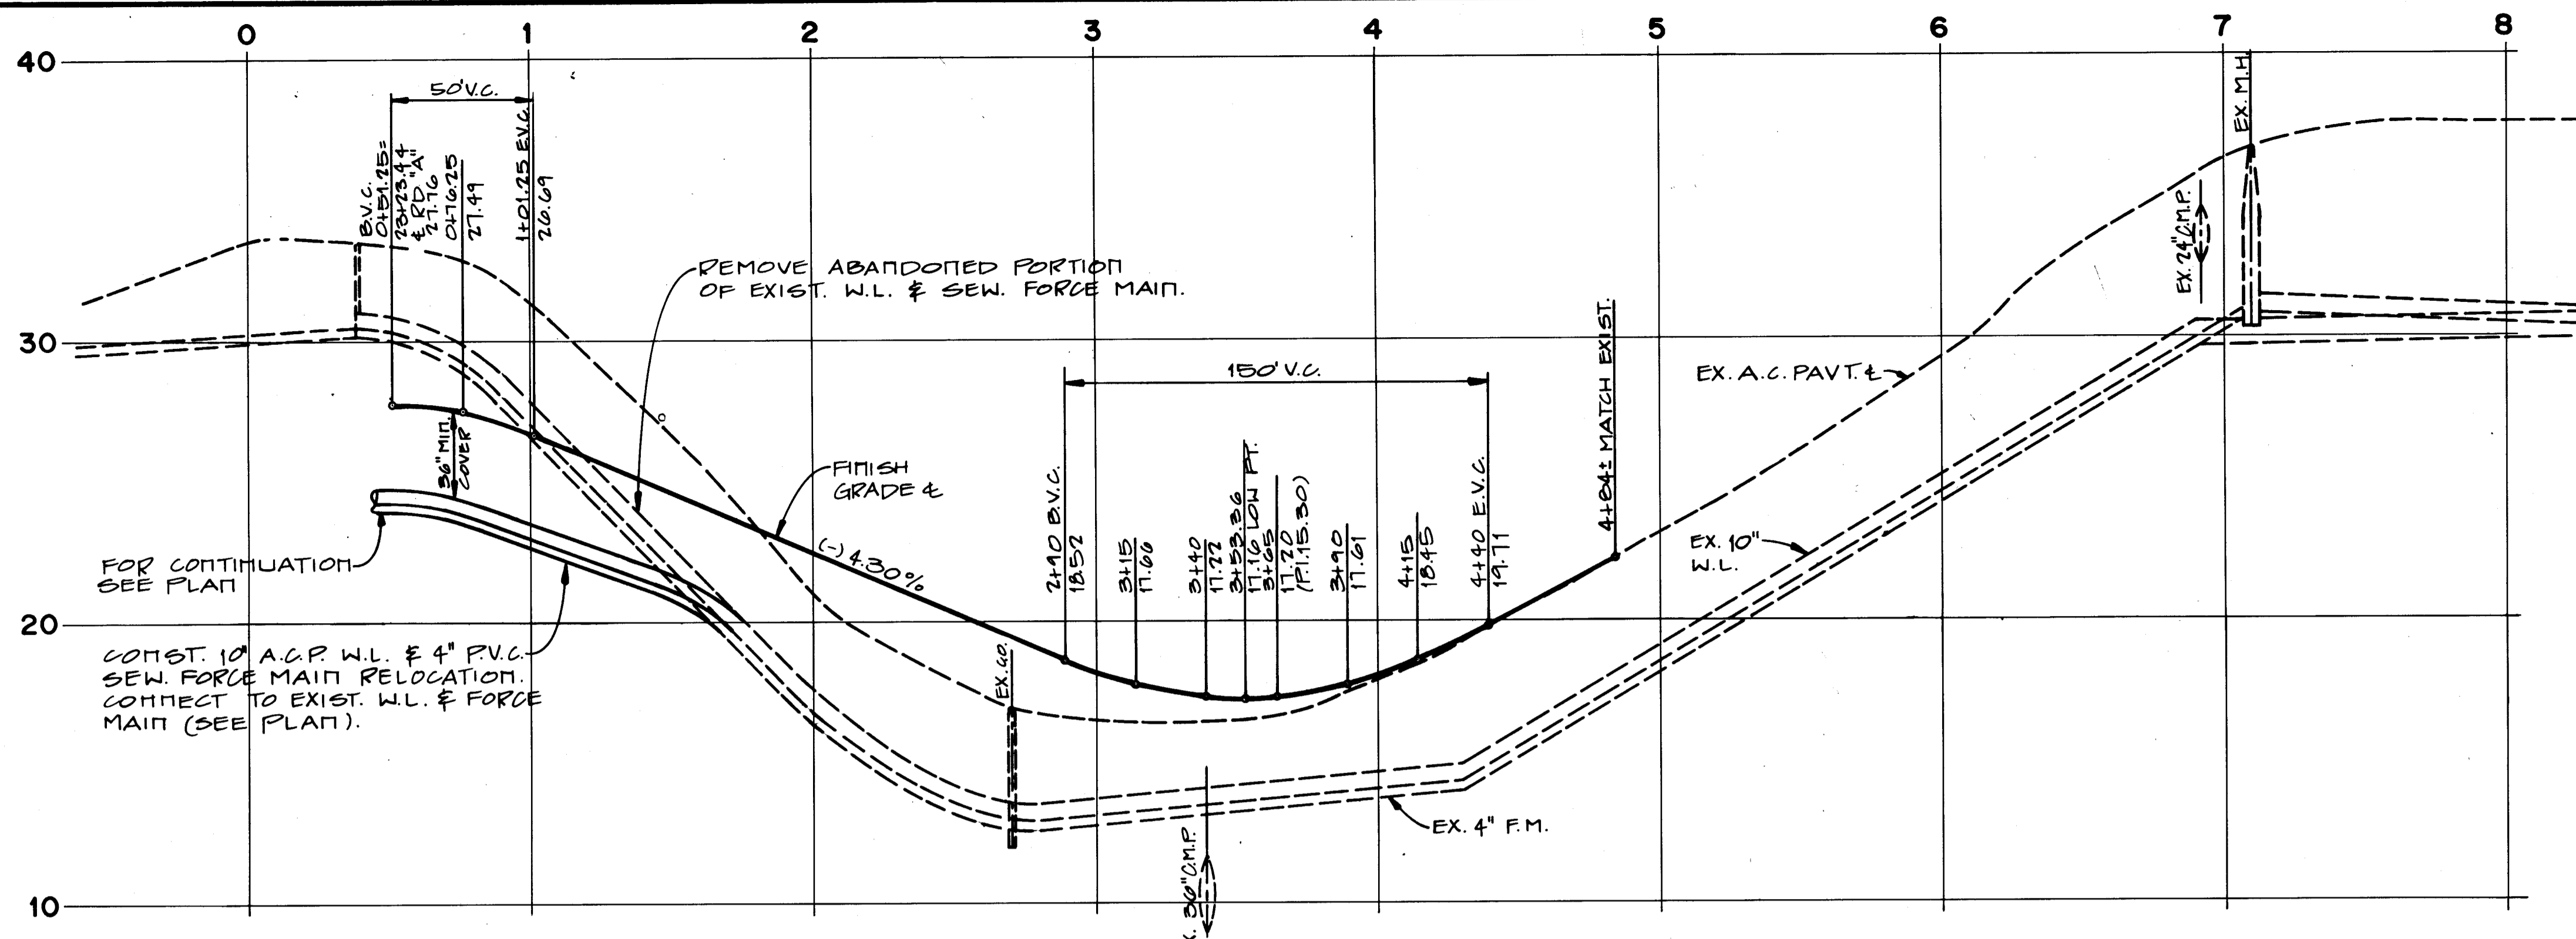 0 1 2 3 4 5 6 7 8
40
30
20
10
50' V.C.
B.V.C.
0+51.25=
23+23.44
℄ RD "A"
27.76
0+76.25
27.49
1+01.25 E.V.C.
26.69
REMOVE ABANDONED PORTION
OF EXIST. W.L. & SEW. FORCE MAIN.
36" MIN.
COVER
FINISH
GRADE ℄
(-) 4.30%
FOR CONTINUATION
SEE PLAN
CONST. 10" A.C.P. W.L. & 4" P.V.C.
SEW. FORCE MAIN RELOCATION.
CONNECT TO EXIST. W.L. & FORCE
MAIN (SEE PLAN).
EX. CO.
150' V.C.
2+90 B.V.C.
18.52
3+15
17.66
3+40
17.22
3+53.36
17.16 LOW PT.
3+65
17.20
(P.I. 15.30)
3+90
17.61
4+15
18.45
4+40 E.V.C.
19.71
4+84± MATCH EXIST.
36" C.M.P.
EX. 4" F.M.
EX. 10"
W.L.
EX. A.C. PAVT. ℄
EX. 24" C.M.P.
EX. M.H.